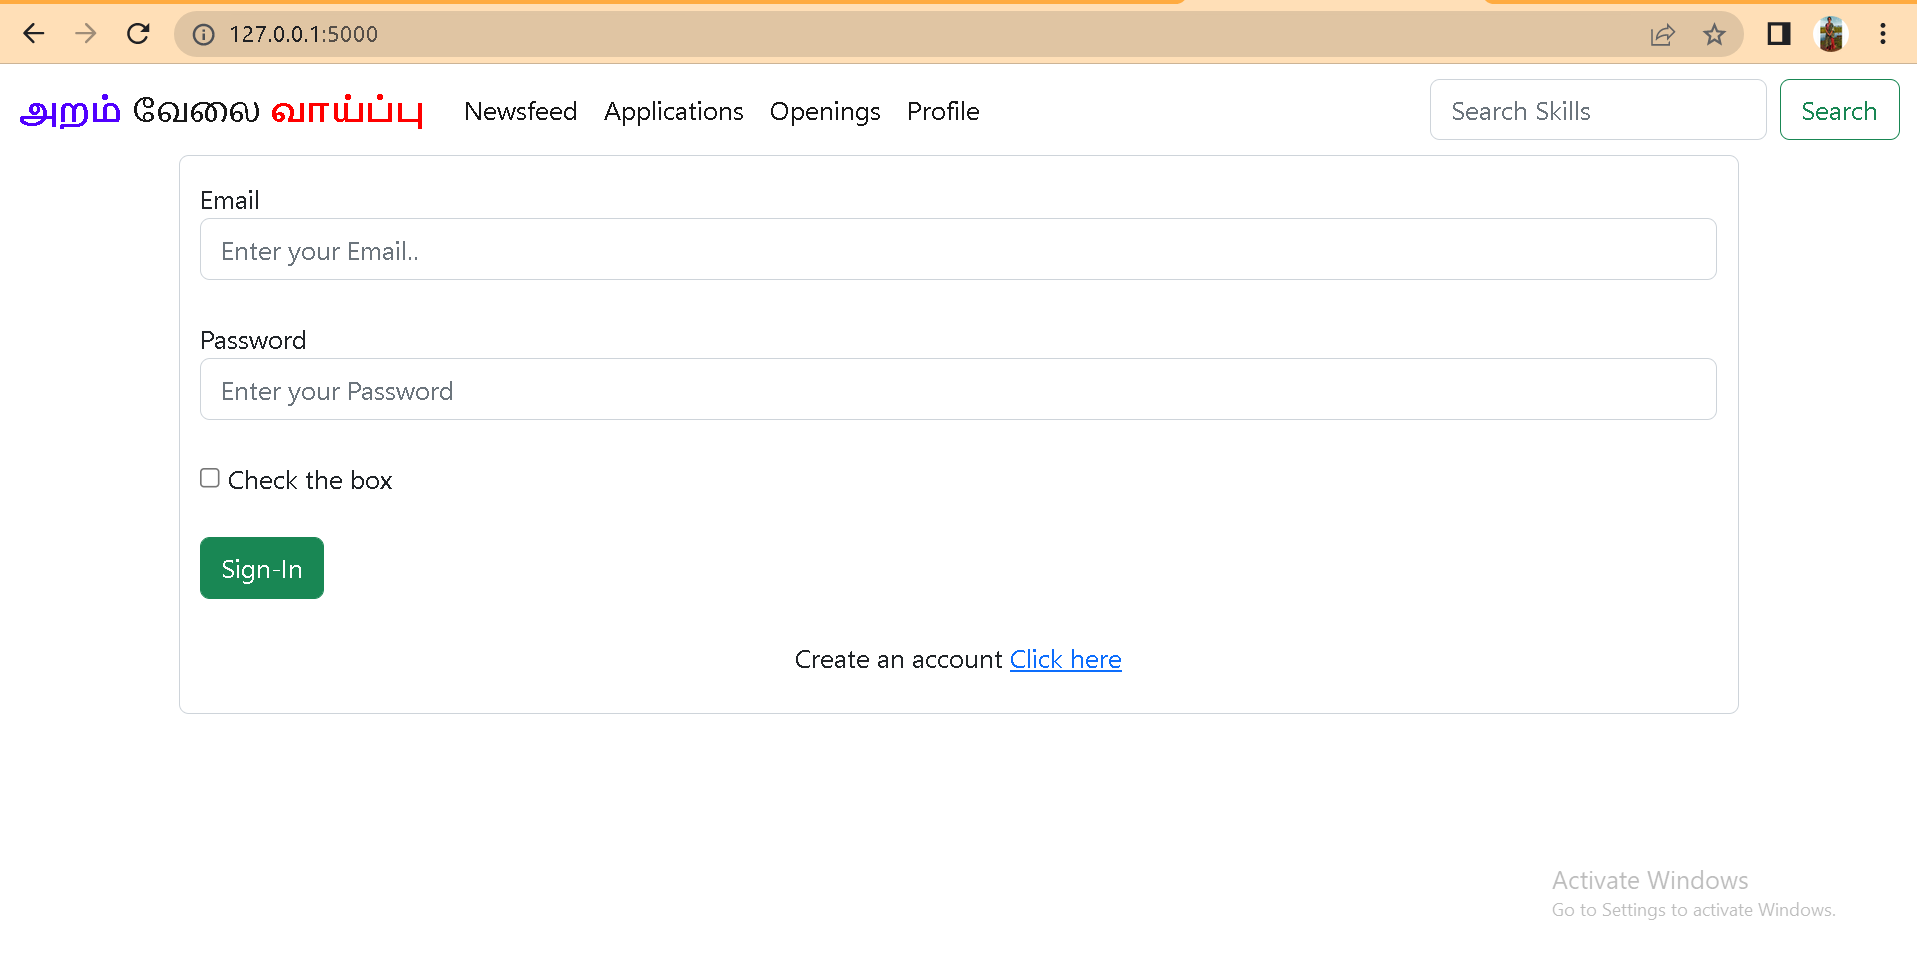 127.0.0.1:5000
அறம் வேலை வாய்ப்பு Newsfeed Applications Openings Profile Search Skills Search
Email
Enter your Email..
Password
Enter your Password
Check the box
Sign-In
Create an account Click here
Activate Windows
Go to Settings to activate Windows.